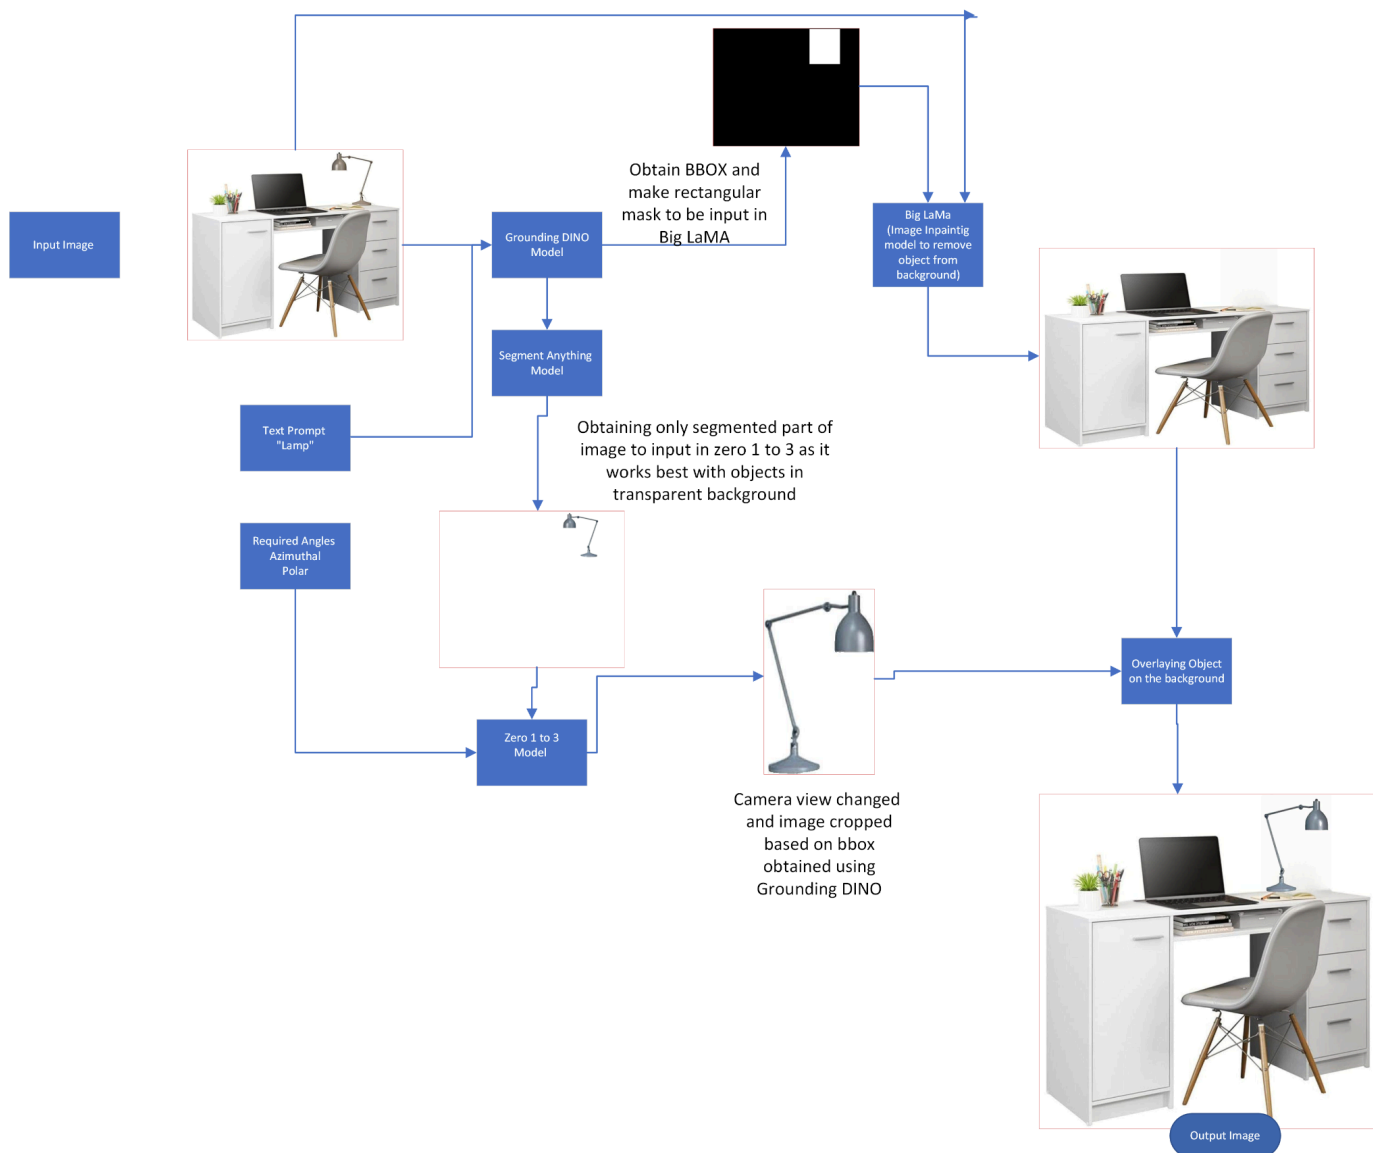 Input Image
Obtain BBOX and
make rectangular
mask to be input in
Big LaMA
Grounding DINO
Model
Big LaMa
(Image Inpaintig
model to remove
object from
background)
Segment Anything
Model
Text Prompt
"Lamp"
Obtaining only segmented part of
image to input in zero 1 to 3 as it
works best with objects in
transparent background
Required Angles
Azimuthal
Polar
Zero 1 to 3
Model
Overlaying Object
on the background
Camera view changed
and image cropped
based on bbox
obtained using
Grounding DINO
Output Image